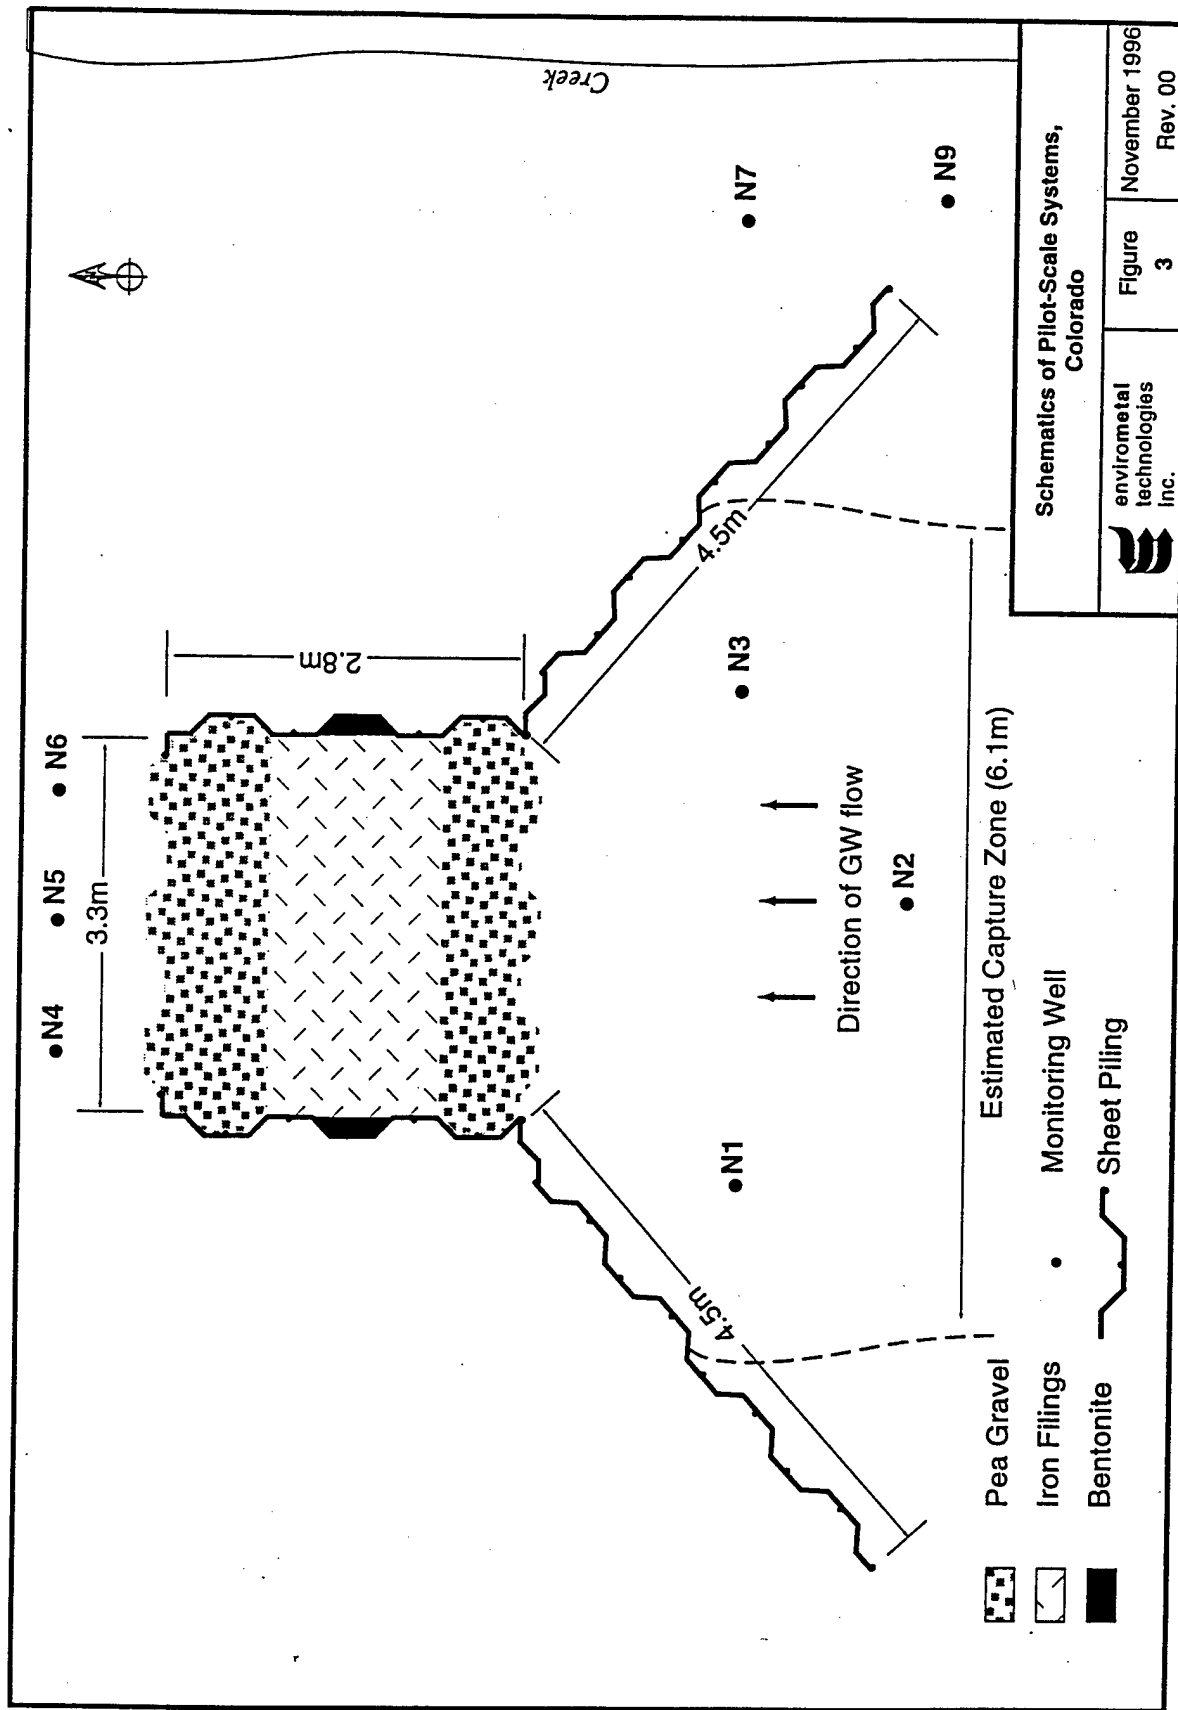 Creek
N4
N5
N6
3.3m
2.8m
N1
N2
N3
N7
N9
4.5m
4.5m
Direction of GW flow
Estimated Capture Zone (6.1m)
Pea Gravel
Iron Filings
Bentonite
Monitoring Well
Sheet Piling
Schematics of Pilot-Scale Systems,
Colorado
envirometal
technologies
inc.
Figure
3
November 1996
Rev. 00